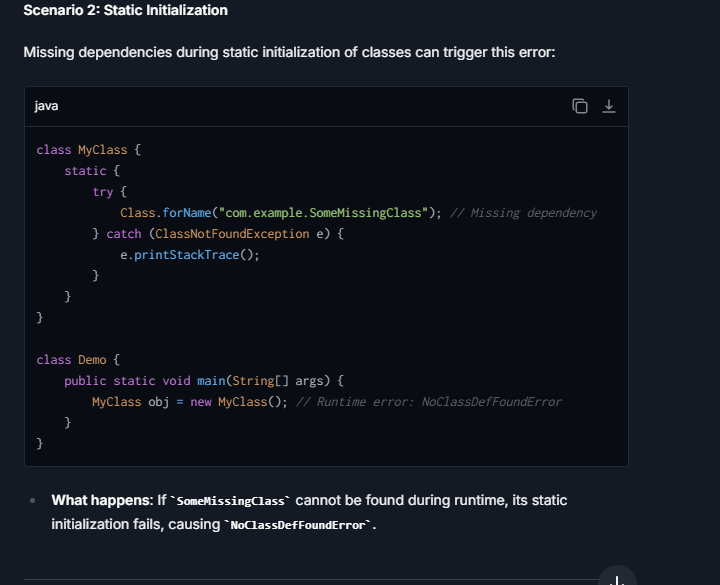 Scenario 2: Static Initialization
Missing dependencies during static initialization of classes can trigger this error:
java
class MyClass {
    static {
        try {
            Class.forName("com.example.SomeMissingClass"); // Missing dependency
        } catch (ClassNotFoundException e) {
            e.printStackTrace();
        }
    }
}
class Demo {
    public static void main(String[] args) {
        MyClass obj = new MyClass(); // Runtime error: NoClassDefFoundError
    }
}
• What happens: If `SomeMissingClass` cannot be found during runtime, its static
initialization fails, causing `NoClassDefFoundError`.